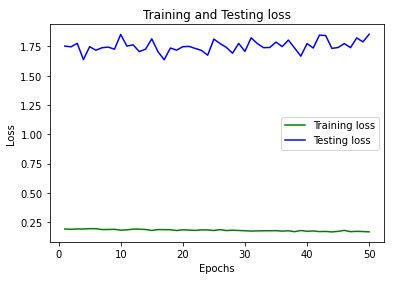 Training and Testing loss
Loss
1.75
1.50
1.25
1.00
0.75
0.50
0.25
Training loss
Testing loss
0
10
20
30
40
50
Epochs